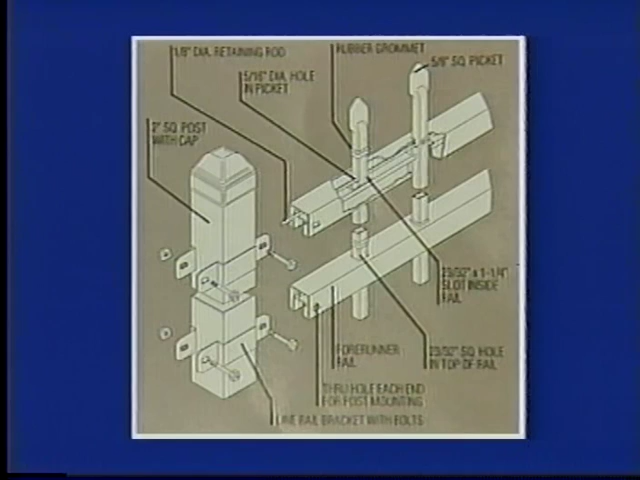 1/8" DIA. RETAINING ROD
RUBBER GROMMET
5/8" SQ. PICKET
5/16" DIA. HOLE
IN PICKET
2" SQ. POST
WITH CAP
23/32" x 1-1/4"
SLOT INSIDE
RAIL
FORERUNNER
RAIL
23/32" SQ. HOLE
IN TOP OF RAIL
THRU HOLE EACH END
FOR POST MOUNTING
LINE RAIL BRACKET WITH BOLTS